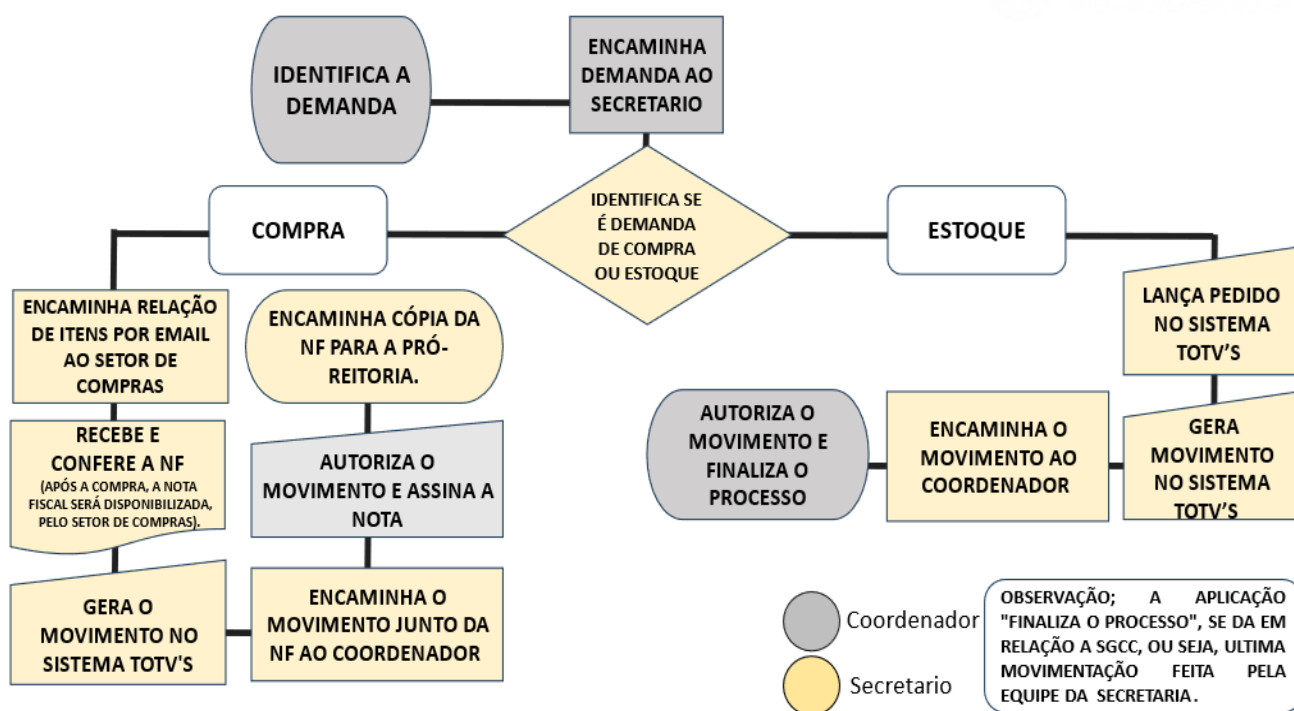 IDENTIFICA A
DEMANDA
ENCAMINHA
DEMANDA AO
SECRETARIO
IDENTIFICA SE
É DEMANDA
DE COMPRA
OU ESTOQUE
COMPRA
ESTOQUE
ENCAMINHA RELAÇÃO
DE ITENS POR EMAIL
AO SETOR DE
COMPRAS
RECEBE E
CONFERE A NF
(APÓS A COMPRA, A NOTA
FISCAL SERÁ DISPONIBILIZADA,
PELO SETOR DE COMPRAS).
GERA O
MOVIMENTO NO
SISTEMA TOTV'S
ENCAMINHA O
MOVIMENTO JUNTO DA
NF AO COORDENADOR
AUTORIZA O
MOVIMENTO E ASSINA A
NOTA
ENCAMINHA CÓPIA DA
NF PARA A PRÓ-
REITORIA.
LANÇA PEDIDO
NO SISTEMA
TOTV’S
GERA
MOVIMENTO
NO SISTEMA
TOTV’S
ENCAMINHA O
MOVIMENTO AO
COORDENADOR
AUTORIZA O
MOVIMENTO E
FINALIZA O
PROCESSO
Coordenador
Secretario
OBSERVAÇÃO; A APLICAÇÃO
"FINALIZA O PROCESSO", SE DA EM
RELAÇÃO A SGCC, OU SEJA, ULTIMA
MOVIMENTAÇÃO FEITA PELA
EQUIPE DA SECRETARIA.